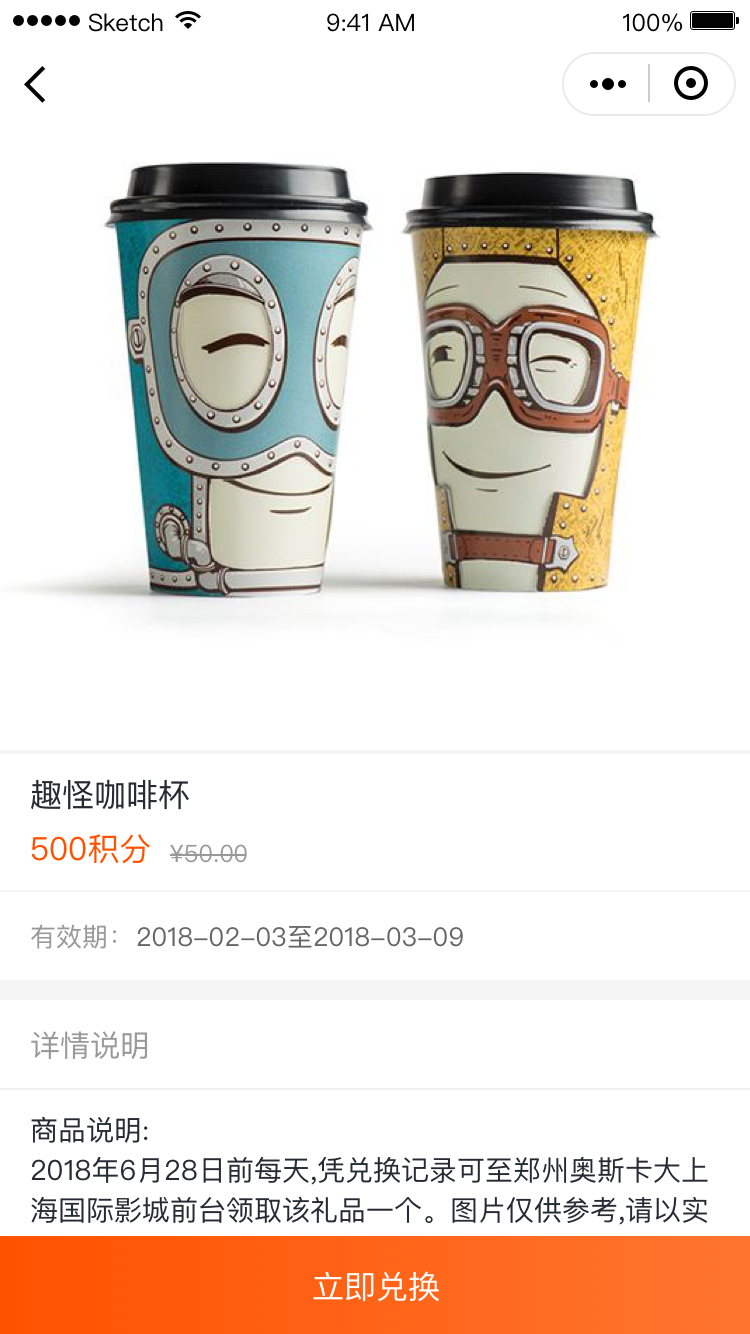 Sketch 9:41 AM 100%
趣怪咖啡杯
500积分 ¥50.00
有效期： 2018-02-03至2018-03-09
详情说明
商品说明:
2018年6月28日前每天,凭兑换记录可至郑州奥斯卡大上
海国际影城前台领取该礼品一个。图片仅供参考,请以实
立即兑换